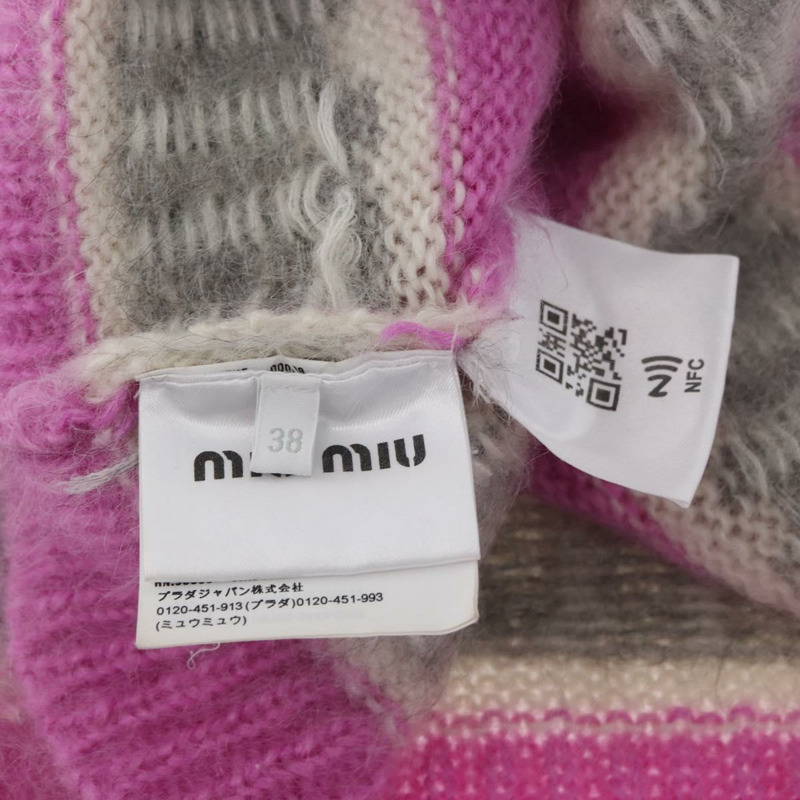 38
miu miu
プラダジャパン株式会社
0120-451-913(プラダ)0120-451-993
(ミュウミュウ)
NFC